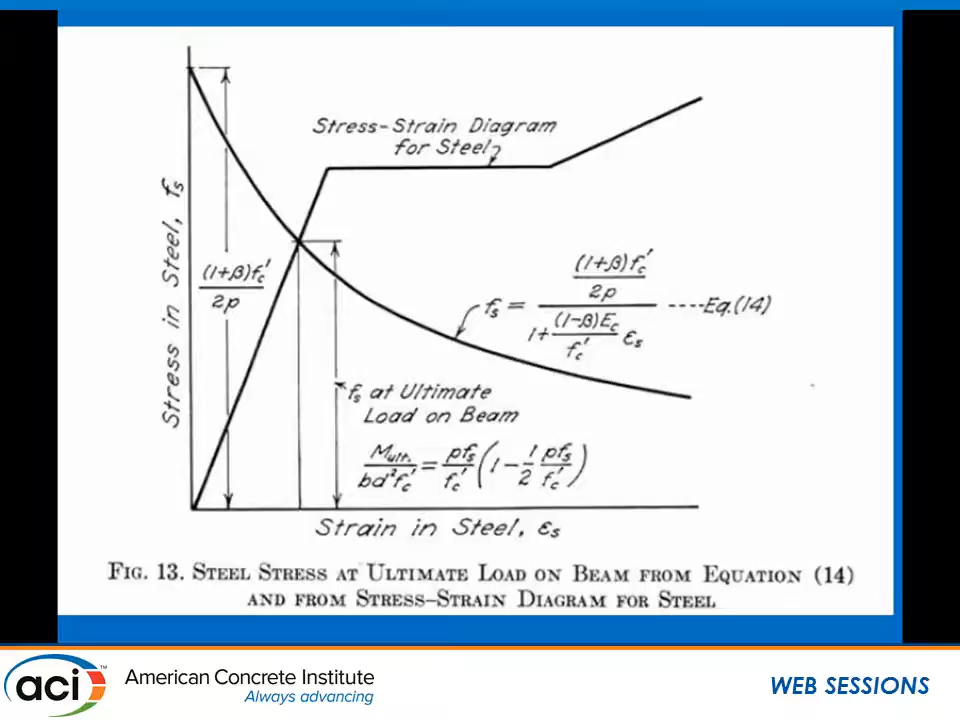 Stress-Strain Diagram
for Steel
Stress in Steel, fs
(1+β)fc'
2p
(1+β)fc'
2p
fs = ----Eq.(14)
1+ (1-β)Ec εs
fc'
fs at Ultimate
Load on Beam
Mult. = pfs (1- 1 pfs)
bd²fc' fc' 2 fc'
Strain in Steel, εs
FIG. 13. STEEL STRESS AT ULTIMATE LOAD ON BEAM FROM EQUATION (14)
AND FROM STRESS–STRAIN DIAGRAM FOR STEEL
aci™
American Concrete Institute
Always advancing
WEB SESSIONS